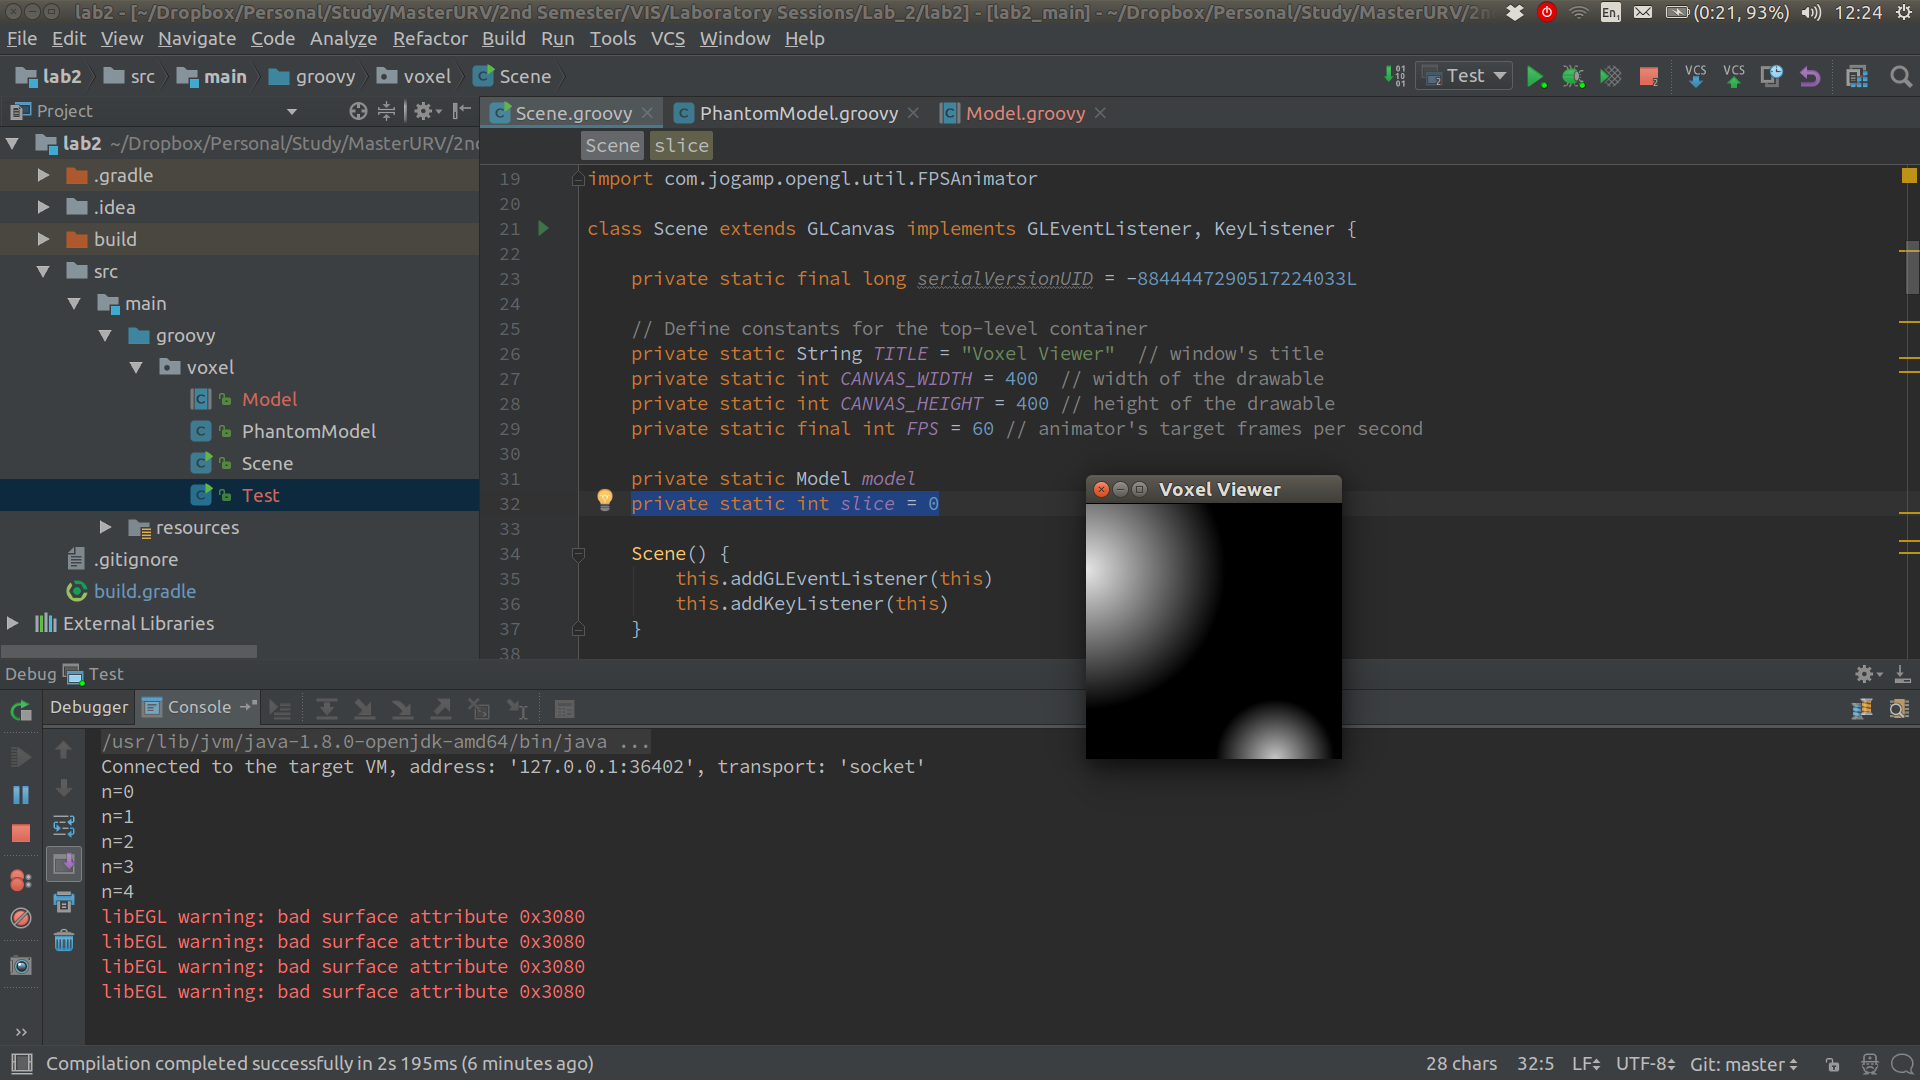 lab2 - [~/Dropbox/Personal/Study/MasterURV/2nd Semester/VIS/Laboratory Sessions/Lab_2/lab2] - [lab2_main] - ~/Dropbox/Personal/Study/MasterURV/2nd
En1 (0:21, 93%) 12:24
File Edit View Navigate Code Analyze Refactor Build Run Tools VCS Window Help
lab2 src main groovy voxel Scene
Test VCS VCS
Project
Scene.groovy PhantomModel.groovy Model.groovy
Scene slice
lab2 ~/Dropbox/Personal/Study/MasterURV/2nd
.gradle
.idea
build
src
main
groovy
voxel
Model
PhantomModel
Scene
Test
resources
.gitignore
build.gradle
External Libraries
19 import com.jogamp.opengl.util.FPSAnimator
20
21 class Scene extends GLCanvas implements GLEventListener, KeyListener {
22
23 private static final long serialVersionUID = -8844447290517224033L
24
25 // Define constants for the top-level container
26 private static String TITLE = "Voxel Viewer"  // window's title
27 private static int CANVAS_WIDTH = 400  // width of the drawable
28 private static int CANVAS_HEIGHT = 400 // height of the drawable
29 private static final int FPS = 60 // animator's target frames per second
30
31 private static Model model
32 private static int slice = 0
33
34 Scene() {
35 this.addGLEventListener(this)
36 this.addKeyListener(this)
37 }
38
Voxel Viewer
Debug Test
Debugger Console
/usr/lib/jvm/java-1.8.0-openjdk-amd64/bin/java ...
Connected to the target VM, address: '127.0.0.1:36402', transport: 'socket'
n=0
n=1
n=2
n=3
n=4
libEGL warning: bad surface attribute 0x3080
libEGL warning: bad surface attribute 0x3080
libEGL warning: bad surface attribute 0x3080
libEGL warning: bad surface attribute 0x3080
Compilation completed successfully in 2s 195ms (6 minutes ago)
28 chars 32:5 LF UTF-8 Git: master